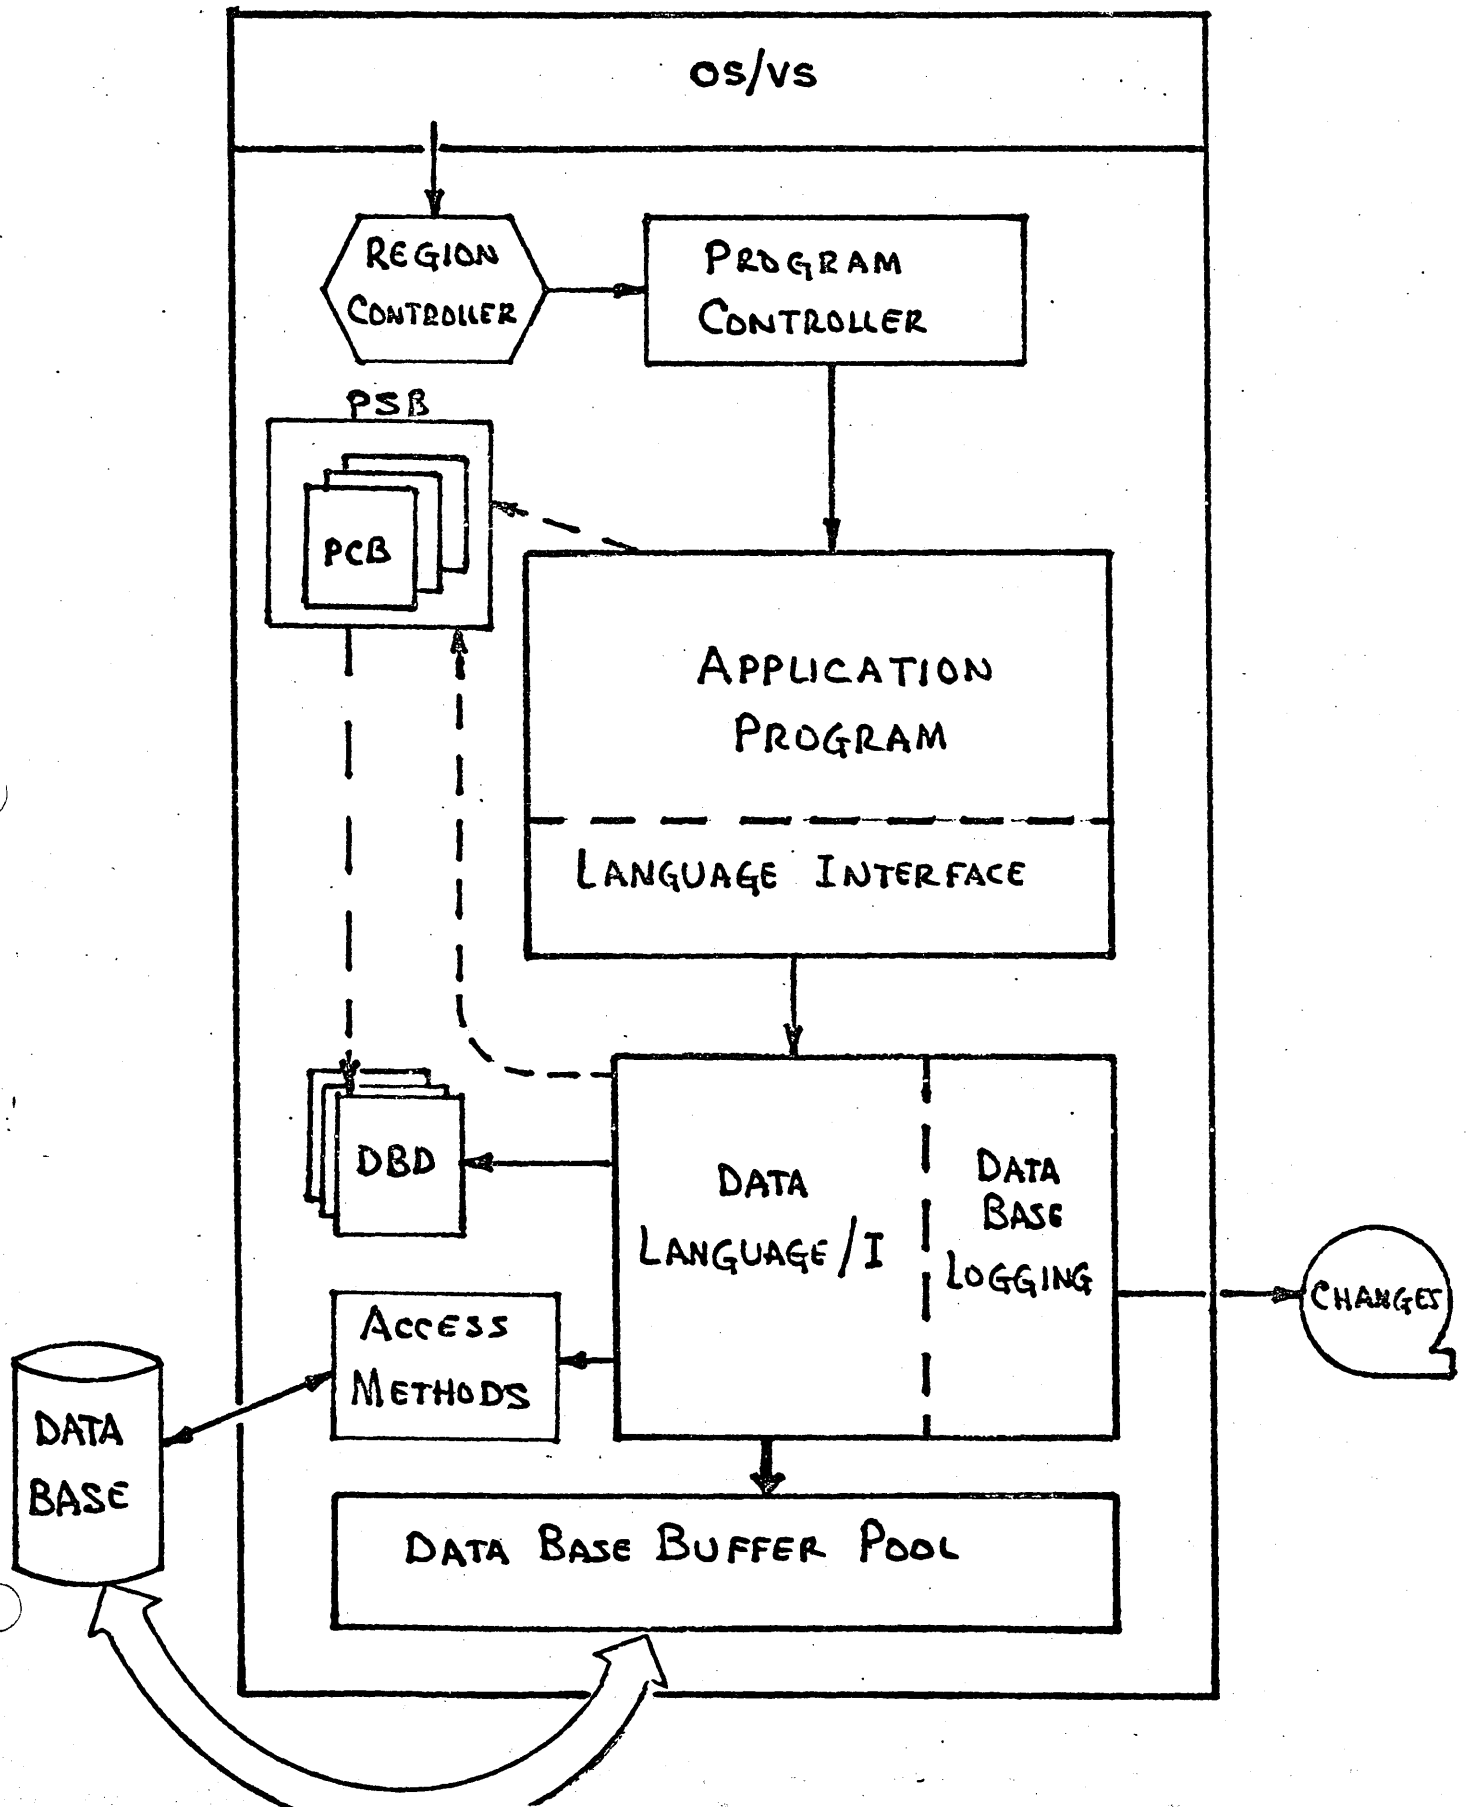 OS/VS
REGION
CONTROLLER
PROGRAM
CONTROLLER
PSB
PCB
APPLICATION
PROGRAM
LANGUAGE INTERFACE
DBD
DATA
LANGUAGE/I
DATA
BASE
LOGGING
CHANGES
ACCESS
METHODS
DATA
BASE
DATA BASE BUFFER POOL